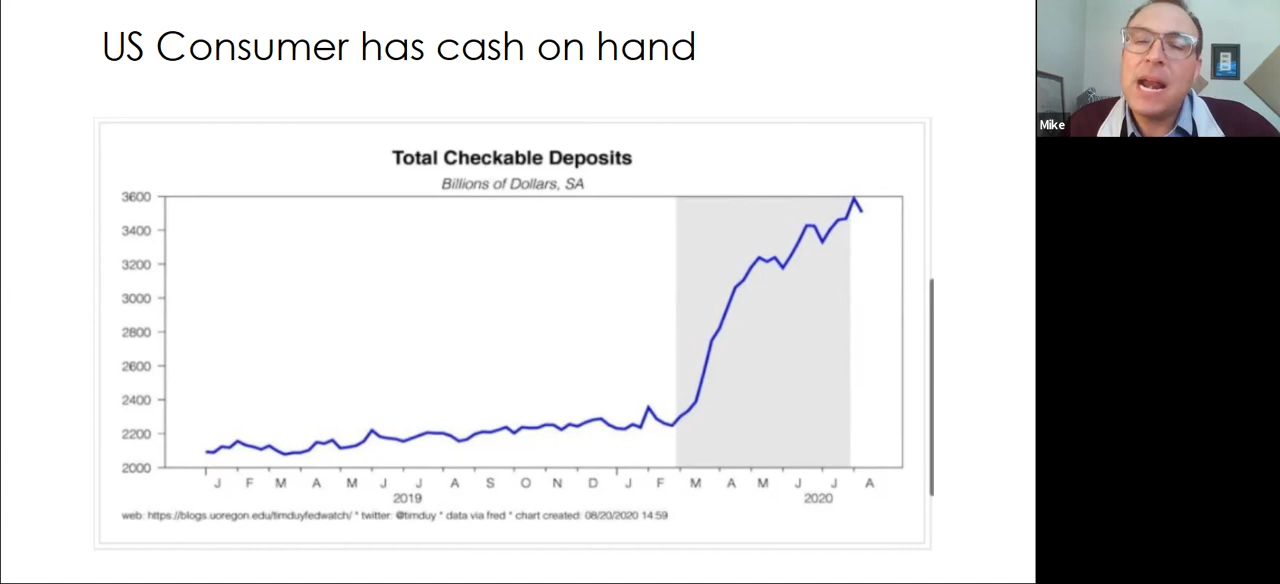 US Consumer has cash on hand
Mike
Total Checkable Deposits
Billions of Dollars, SA
3600
3400
3200
3000
2800
2600
2400
2200
2000
J F M A M J J A S O N D J F M A M J J A
2019 2020
web: https://blogs.uoregon.edu/timduyfedwatch/ * twitter: @timduy * data via fred * chart created: 08/20/2020 14:59